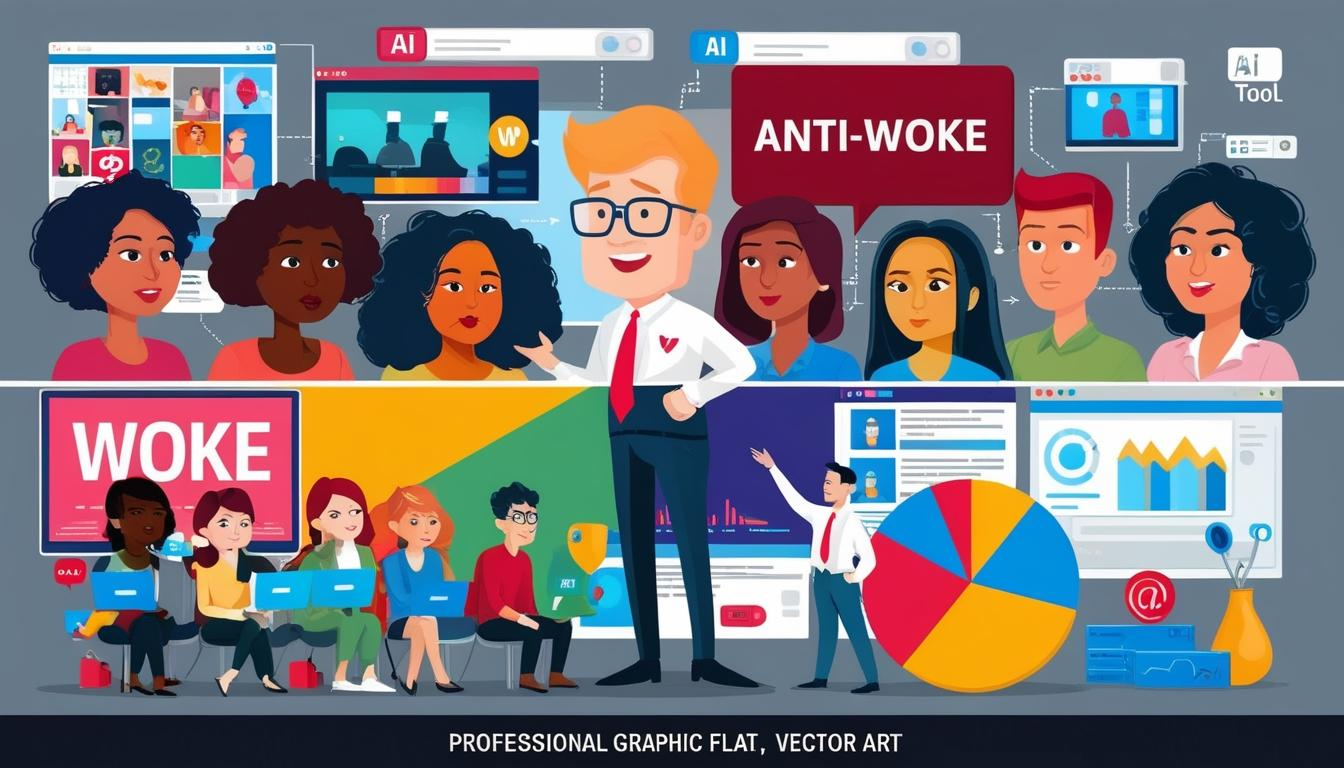 AI
AI
Ai
TooL
W
ANTI-WOKE
WOKE
PROFESSIONAL GRAPHIC FLAT, VECTOR ART